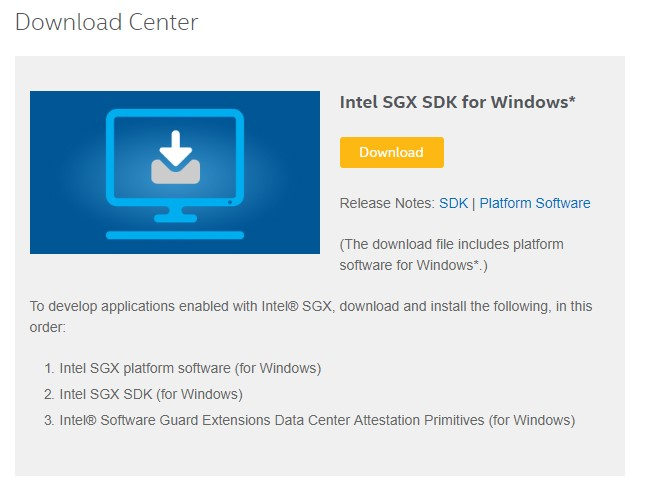 Download Center
Intel SGX SDK for Windows*
Download
Release Notes: SDK | Platform Software
(The download file includes platform
software for Windows*.)
To develop applications enabled with Intel® SGX, download and install the following, in this
order:
1. Intel SGX platform software (for Windows)
2. Intel SGX SDK (for Windows)
3. Intel® Software Guard Extensions Data Center Attestation Primitives (for Windows)